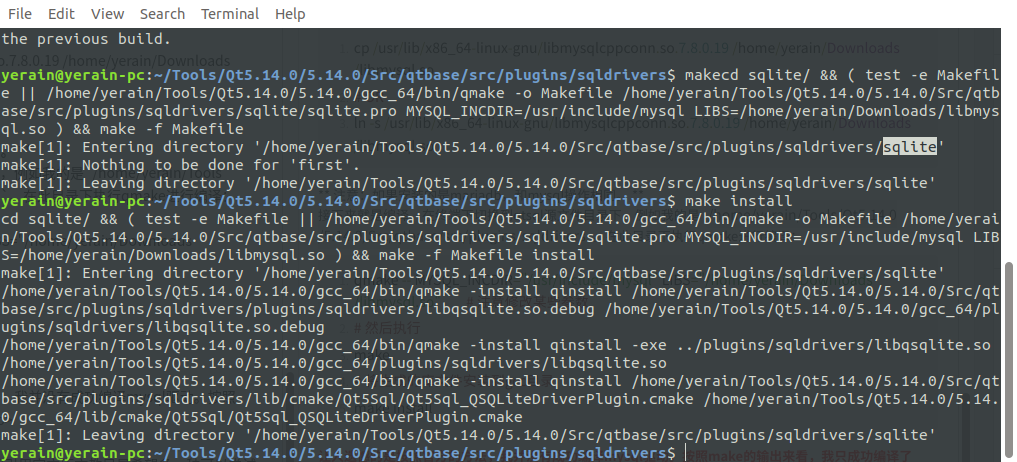 File Edit View Search Terminal Help
the previous build.
yerain@yerain-pc:~/Tools/Qt5.14.0/5.14.0/Src/qtbase/src/plugins/sqldrivers$ makecd sqlite/ && ( test -e Makefil
e || /home/yerain/Tools/Qt5.14.0/5.14.0/gcc_64/bin/qmake -o Makefile /home/yerain/Tools/Qt5.14.0/5.14.0/Src/qtb
ase/src/plugins/sqldrivers/sqlite/sqlite.pro MYSQL_INCDIR=/usr/include/mysql LIBS=/home/yerain/Downloads/libmys
ql.so ) && make -f Makefile
make[1]: Entering directory '/home/yerain/Tools/Qt5.14.0/5.14.0/Src/qtbase/src/plugins/sqldrivers/sqlite'
make[1]: Nothing to be done for 'first'.
make[1]: Leaving directory '/home/yerain/Tools/Qt5.14.0/5.14.0/Src/qtbase/src/plugins/sqldrivers/sqlite'
yerain@yerain-pc:~/Tools/Qt5.14.0/5.14.0/Src/qtbase/src/plugins/sqldrivers$ make install
cd sqlite/ && ( test -e Makefile || /home/yerain/Tools/Qt5.14.0/5.14.0/gcc_64/bin/qmake -o Makefile /home/yerai
n/Tools/Qt5.14.0/5.14.0/Src/qtbase/src/plugins/sqldrivers/sqlite/sqlite.pro MYSQL_INCDIR=/usr/include/mysql LIB
S=/home/yerain/Downloads/libmysql.so ) && make -f Makefile install
make[1]: Entering directory '/home/yerain/Tools/Qt5.14.0/5.14.0/Src/qtbase/src/plugins/sqldrivers/sqlite'
/home/yerain/Tools/Qt5.14.0/5.14.0/gcc_64/bin/qmake -install qinstall /home/yerain/Tools/Qt5.14.0/5.14.0/Src/qt
base/src/plugins/sqldrivers/plugins/sqldrivers/libqsqlite.so.debug /home/yerain/Tools/Qt5.14.0/5.14.0/gcc_64/pl
ugins/sqldrivers/libqsqlite.so.debug
/home/yerain/Tools/Qt5.14.0/5.14.0/gcc_64/bin/qmake -install qinstall -exe ../plugins/sqldrivers/libqsqlite.so
/home/yerain/Tools/Qt5.14.0/5.14.0/gcc_64/plugins/sqldrivers/libqsqlite.so
/home/yerain/Tools/Qt5.14.0/5.14.0/gcc_64/bin/qmake -install qinstall /home/yerain/Tools/Qt5.14.0/5.14.0/Src/qt
base/src/plugins/sqldrivers/lib/cmake/Qt5Sql/Qt5Sql_QSQLiteDriverPlugin.cmake /home/yerain/Tools/Qt5.14.0/5.14.
0/gcc_64/lib/cmake/Qt5Sql/Qt5Sql_QSQLiteDriverPlugin.cmake
make[1]: Leaving directory '/home/yerain/Tools/Qt5.14.0/5.14.0/Src/qtbase/src/plugins/sqldrivers/sqlite'
yerain@yerain-pc:~/Tools/Qt5.14.0/5.14.0/Src/qtbase/src/plugins/sqldrivers$